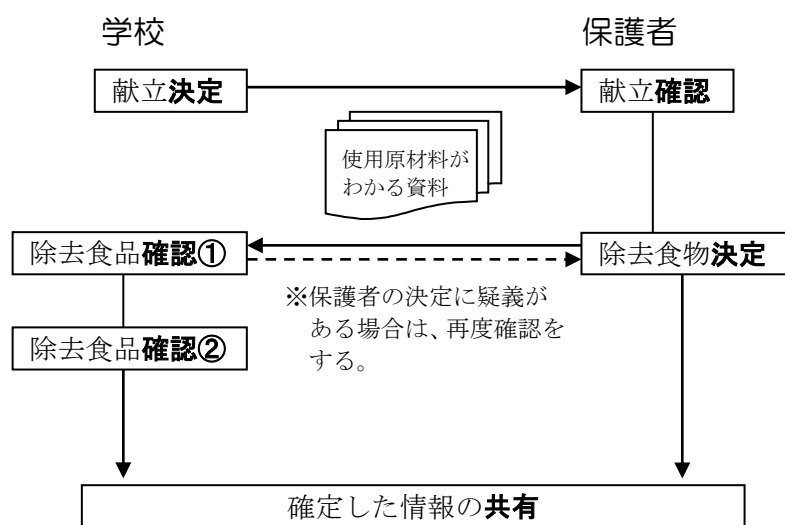 学校
保護者
献立決定
献立確認
使用原材料が
わかる資料
除去食品確認①
除去食物決定
※保護者の決定に疑義が
ある場合は、再度確認を
する。
除去食品確認②
確定した情報の共有